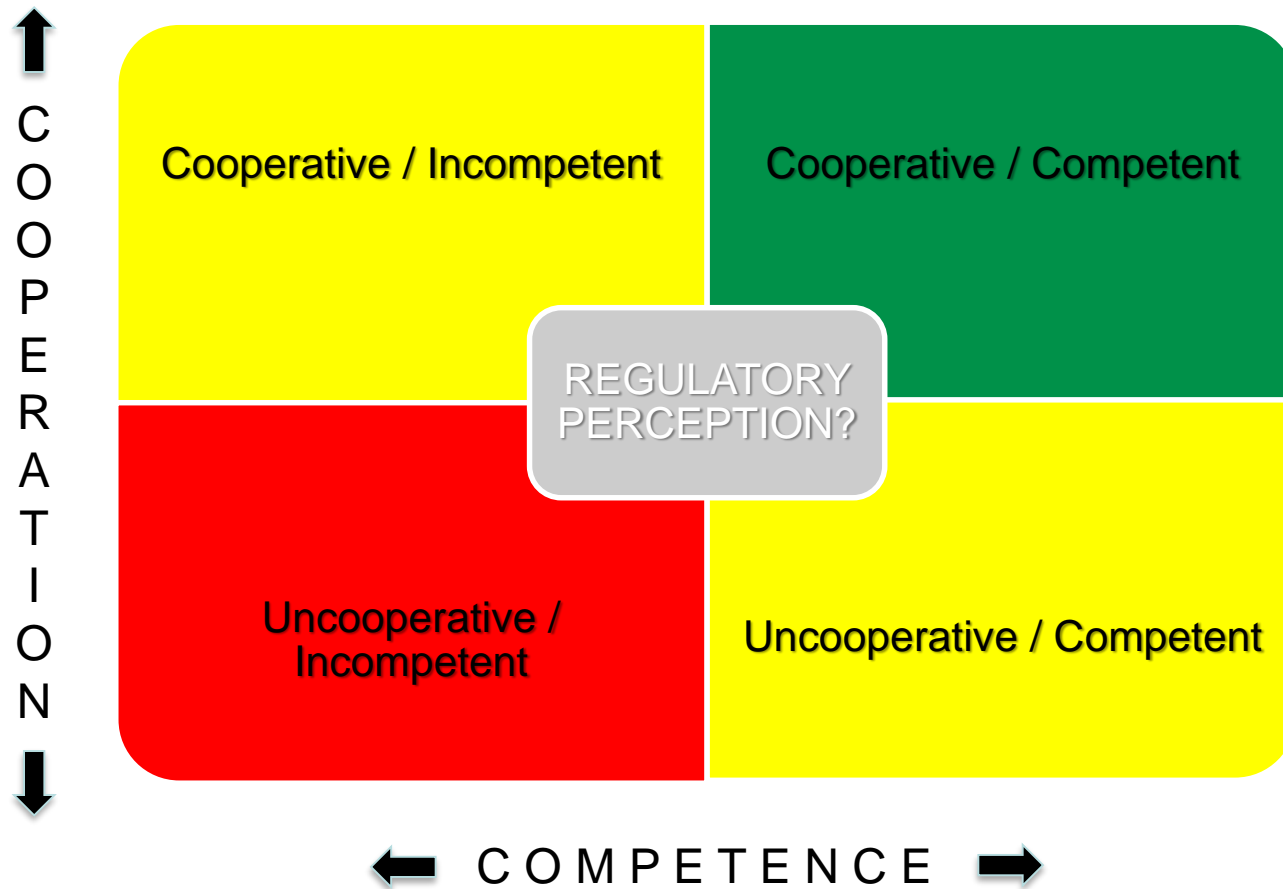 COOPERATION
Cooperative / Incompetent
Cooperative / Competent
REGULATORY
PERCEPTION?
Uncooperative /
Incompetent
Uncooperative / Competent
COMPETENCE